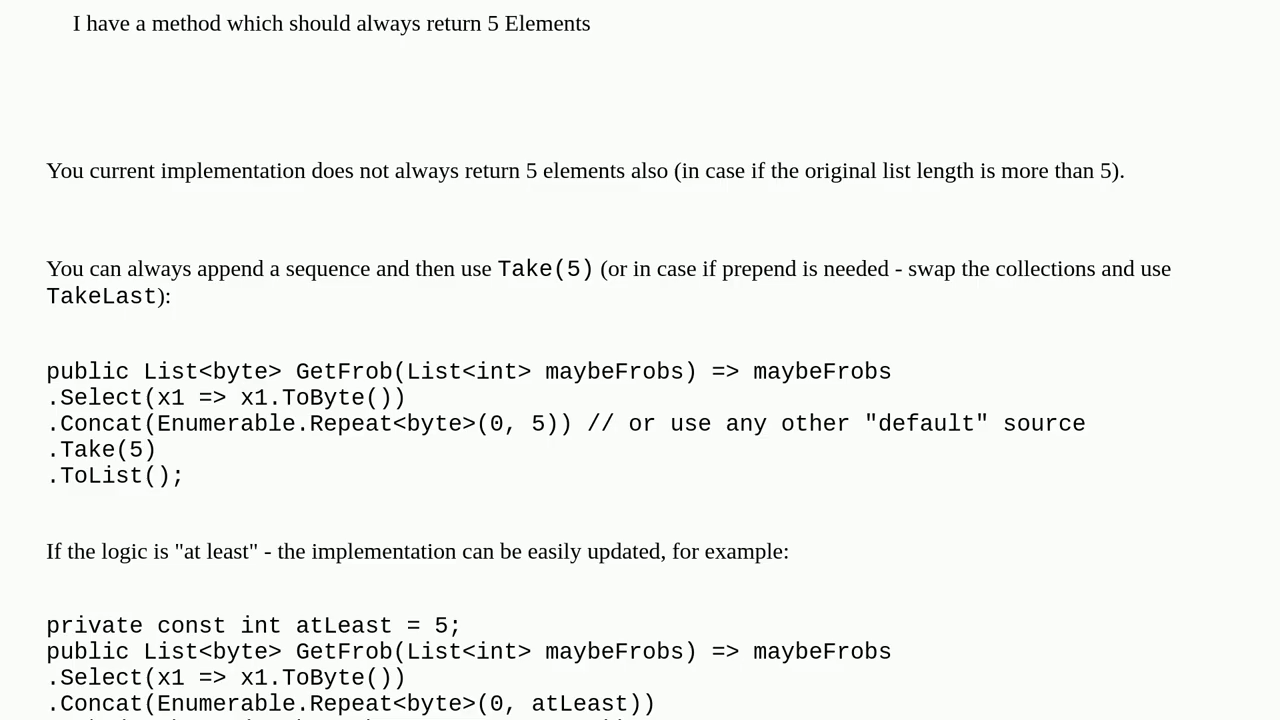 I have a method which should always return 5 Elements
You current implementation does not always return 5 elements also (in case if the original list length is more than 5).
You can always append a sequence and then use Take(5) (or in case if prepend is needed - swap the collections and use
TakeLast):
public List<byte> GetFrob(List<int> maybeFrobs) => maybeFrobs
.Select(x1 => x1.ToByte())
.Concat(Enumerable.Repeat<byte>(0, 5)) // or use any other "default" source
.Take(5)
.ToList();
If the logic is "at least" - the implementation can be easily updated, for example:
private const int atLeast = 5;
public List<byte> GetFrob(List<int> maybeFrobs) => maybeFrobs
.Select(x1 => x1.ToByte())
.Concat(Enumerable.Repeat<byte>(0, atLeast))